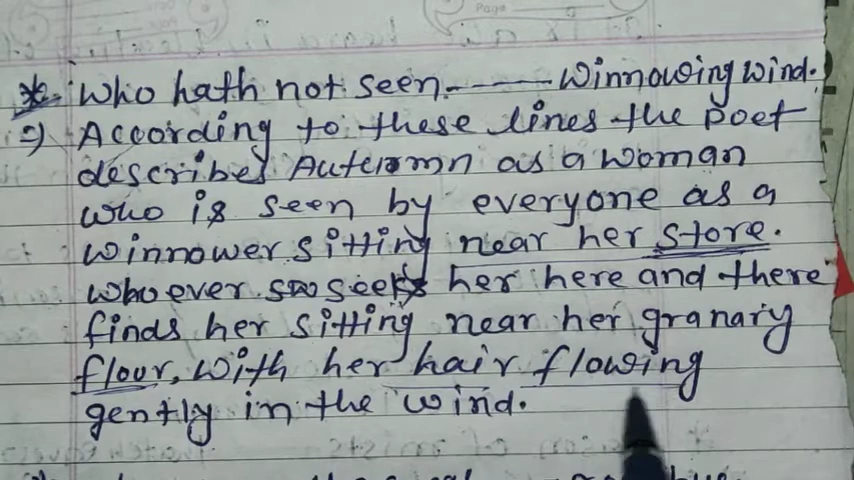 Page
* Who hath not seen ------ Winnowing Wind.
=) According to these lines the poet
describes Autumn as a woman
who is seen by everyone as a
winnower sitting near her store.
whoever seeks her here and there
finds her sitting near her granary
flour, with her hair flowing
gently in the wind.